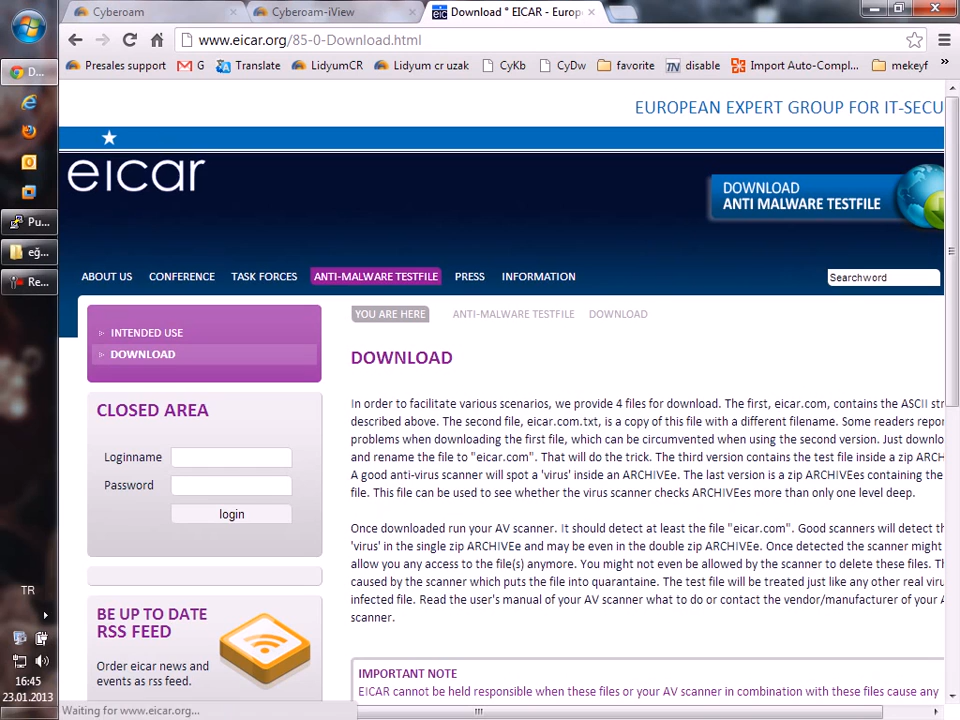 Cyberoam
Cyberoam-iView
Download * EICAR - Europ
www.eicar.org/85-0-Download.html
Presales support
G
Translate
LidyumCR
Lidyum cr uzak
CyKb
CyDw
favorite
disable
Import Auto-Compl...
mekeyf
»
D...
Pu...
eğ...
Re...
TR
16:45
23.01.2013
EUROPEAN EXPERT GROUP FOR IT-SECU
eicar
DOWNLOAD
ANTI MALWARE TESTFILE
ABOUT US
CONFERENCE
TASK FORCES
ANTI-MALWARE TESTFILE
PRESS
INFORMATION
Searchword
INTENDED USE
DOWNLOAD
CLOSED AREA
Loginname
Password
login
BE UP TO DATE
RSS FEED
Order eicar news and
events as rss feed.
YOU ARE HERE
ANTI-MALWARE TESTFILE
DOWNLOAD
DOWNLOAD
In order to facilitate various scenarios, we provide 4 files for download. The first, eicar.com, contains the ASCII str
described above. The second file, eicar.com.txt, is a copy of this file with a different filename. Some readers repor
problems when downloading the first file, which can be circumvented when using the second version. Just downlo
and rename the file to "eicar.com". That will do the trick. The third version contains the test file inside a zip ARCH
A good anti-virus scanner will spot a 'virus' inside an ARCHIVEe. The last version is a zip ARCHIVEes containing the
file. This file can be used to see whether the virus scanner checks ARCHIVEes more than only one level deep.
Once downloaded run your AV scanner. It should detect at least the file "eicar.com". Good scanners will detect th
'virus' in the single zip ARCHIVEe and may be even in the double zip ARCHIVEe. Once detected the scanner might
allow you any access to the file(s) anymore. You might not even be allowed by the scanner to delete these files. Th
caused by the scanner which puts the file into quarantaine. The test file will be treated just like any other real viru
infected file. Read the user's manual of your AV scanner what to do or contact the vendor/manufacturer of your A
scanner.
IMPORTANT NOTE
EICAR cannot be held responsible when these files or your AV scanner in combination with these files cause any
Waiting for www.eicar.org...